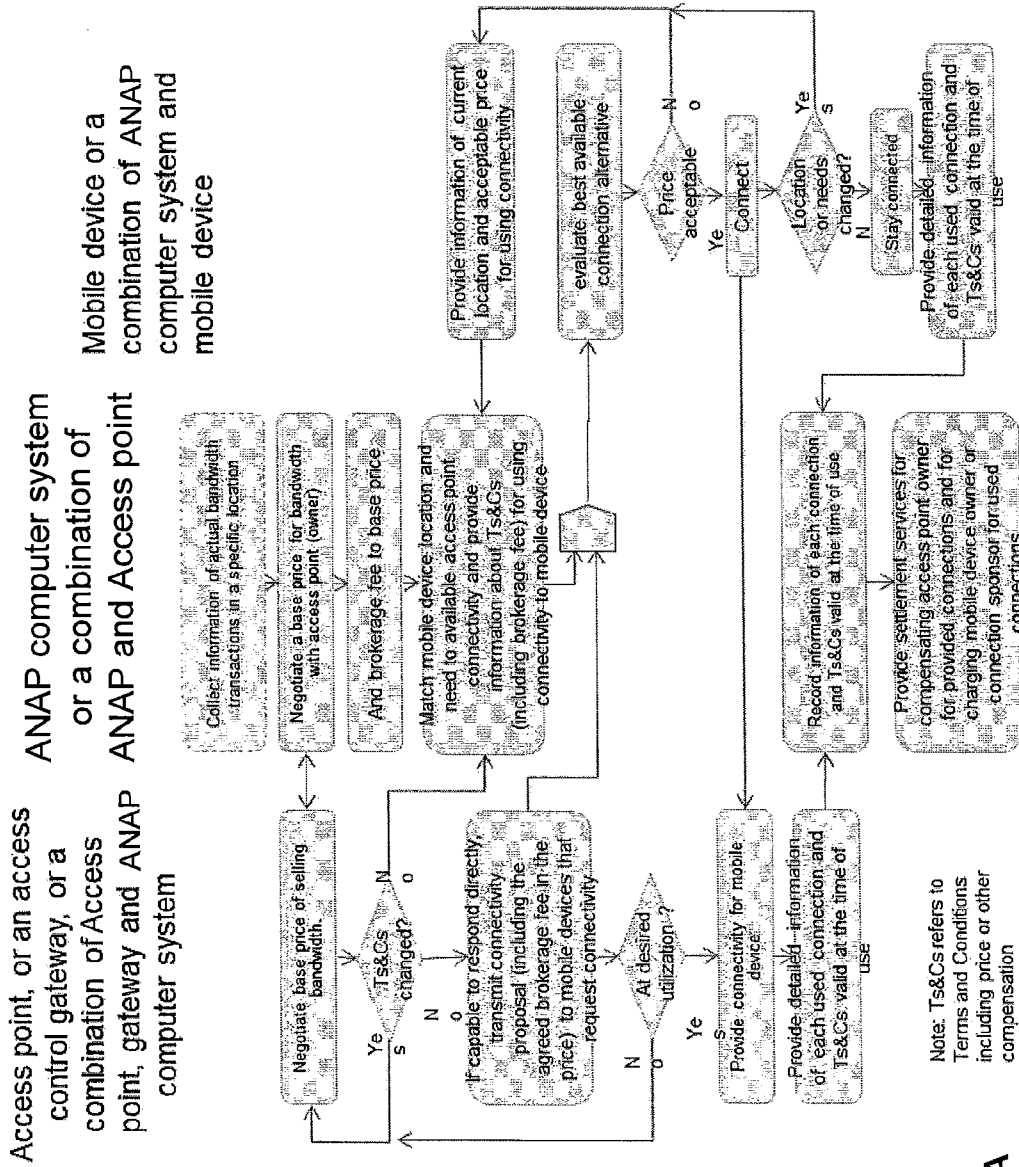 Access point, or an access
control gateway, or a
combination of Access
point, gateway and ANAP
computer system
ANAP computer system
or a combination of
ANAP and Access point
Mobile device or a
combination of ANAP
computer system and
mobile device
Negotiate base price of selling
bandwidth.
Ts&Cs
changed?
Ye
s
N
o
N
o
If capable to respond directly,
transmit connectivity
proposal (including the
agreed brokerage fee in the
price) to mobile devices that
request connectivity
At desired
utilization?
N
o
Ye
s
Provide connectivity for mobile
device
Provide detailed information
of each used connection and
Ts&Cs valid at the time of
use
Note: Ts&Cs refers to
Terms and Conditions
including price or other
compensation
Collect information of actual bandwidth
transactions in a specific location
Negotiate a base price for bandwidth
with access point (owner)
And brokerage fee to base price
Match mobile device location and
need to available access point
connectivity and provide
information about Ts&Cs
(including brokerage fee) for using
connectivity to mobile device
Record information of each connection
and Ts&Cs valid at the time of use
Provide settlement services for
compensating access point owner
for provided connections and for
charging mobile device owner or
connection sponsor for used
connections
Provide information of current
location and acceptable price
for using connectivity
evaluate best available
connection alternative
Price
acceptable
N
o
Ye
Connect
Location
or needs
changed?
Ye
s
N
Stay connected
Provide detailed information
of each used connection and
Ts&Cs valid at the time of
use
A